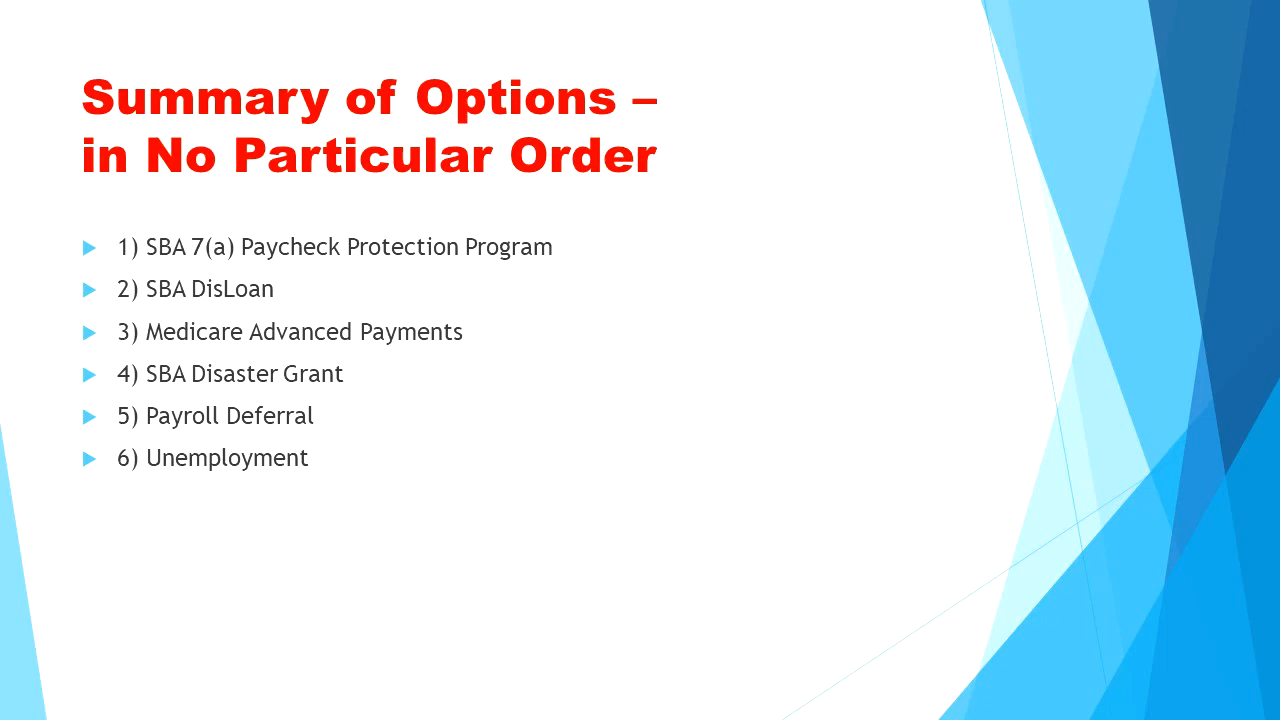 Summary of Options –
in No Particular Order
1) SBA 7(a) Paycheck Protection Program
2) SBA DisLoan
3) Medicare Advanced Payments
4) SBA Disaster Grant
5) Payroll Deferral
6) Unemployment